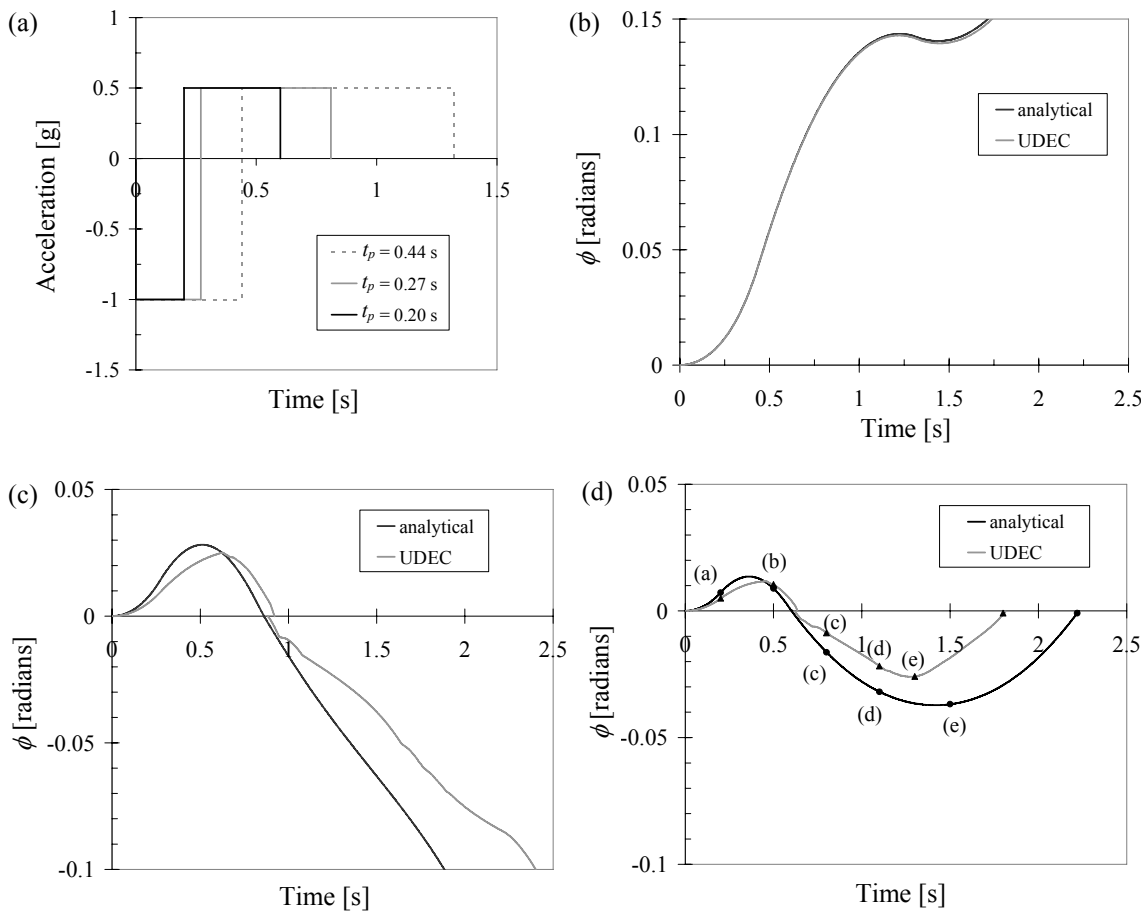 (a)
1
0.5
0
-0.5
-1
-1.5
Acceleration [g]
0
0.5
1
1.5
t_p = 0.44 s
t_p = 0.27 s
t_p = 0.20 s
Time [s]
(b)
0.15
0.1
0.05
0
ϕ [radians]
analytical
UDEC
0 0.5 1 1.5 2 2.5
Time [s]
(c)
0.05
0
-0.05
-0.1
ϕ [radians]
analytical
UDEC
0 0.5 1 1.5 2 2.5
Time [s]
(d)
0.05
0
-0.05
-0.1
ϕ [radians]
analytical
UDEC
(a)
(b)
0 0.5 1 1.5 2 2.5
(c)
(d)
(e)
(c)
(d)
(e)
Time [s]